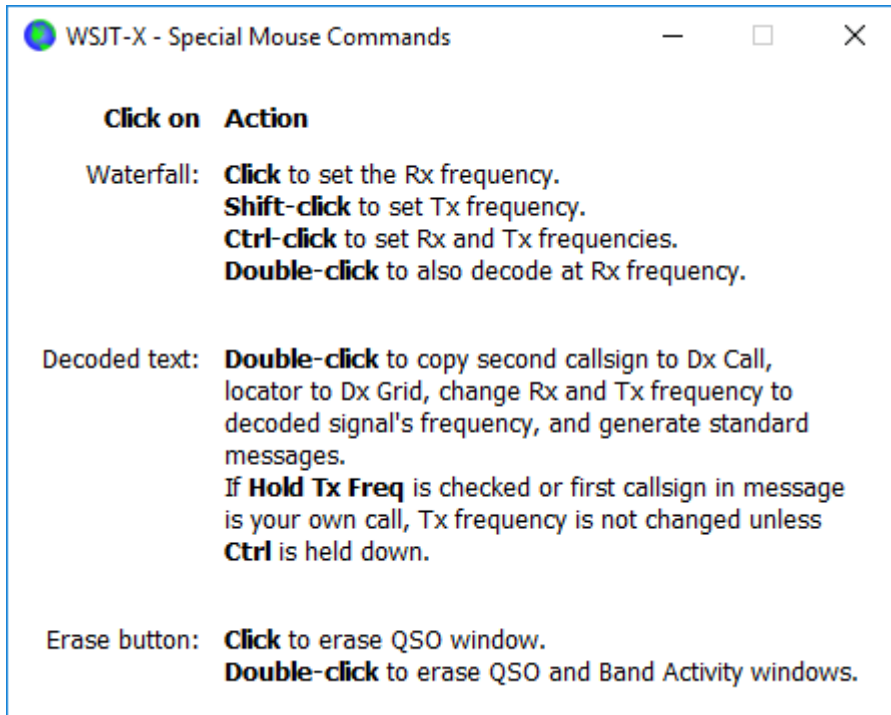 WSJT-X - Special Mouse Commands
Click on Action
Waterfall: Click to set the Rx frequency.
Shift-click to set Tx frequency.
Ctrl-click to set Rx and Tx frequencies.
Double-click to also decode at Rx frequency.
Decoded text: Double-click to copy second callsign to Dx Call,
locator to Dx Grid, change Rx and Tx frequency to
decoded signal's frequency, and generate standard
messages.
If Hold Tx Freq is checked or first callsign in message
is your own call, Tx frequency is not changed unless
Ctrl is held down.
Erase button: Click to erase QSO window.
Double-click to erase QSO and Band Activity windows.